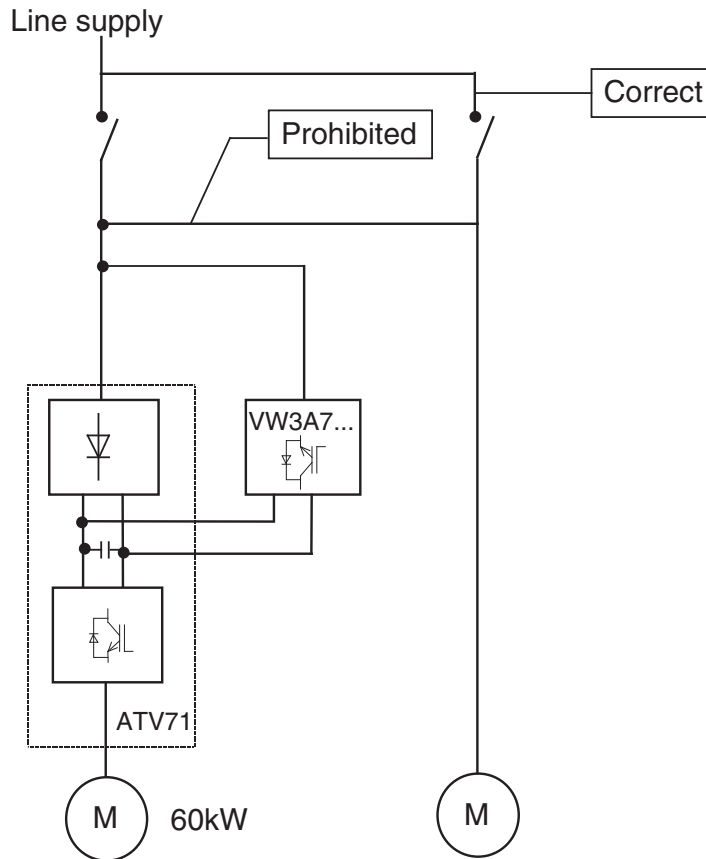 Line supply
Correct
Prohibited
VW3A7...
ATV71
M
60kW
M